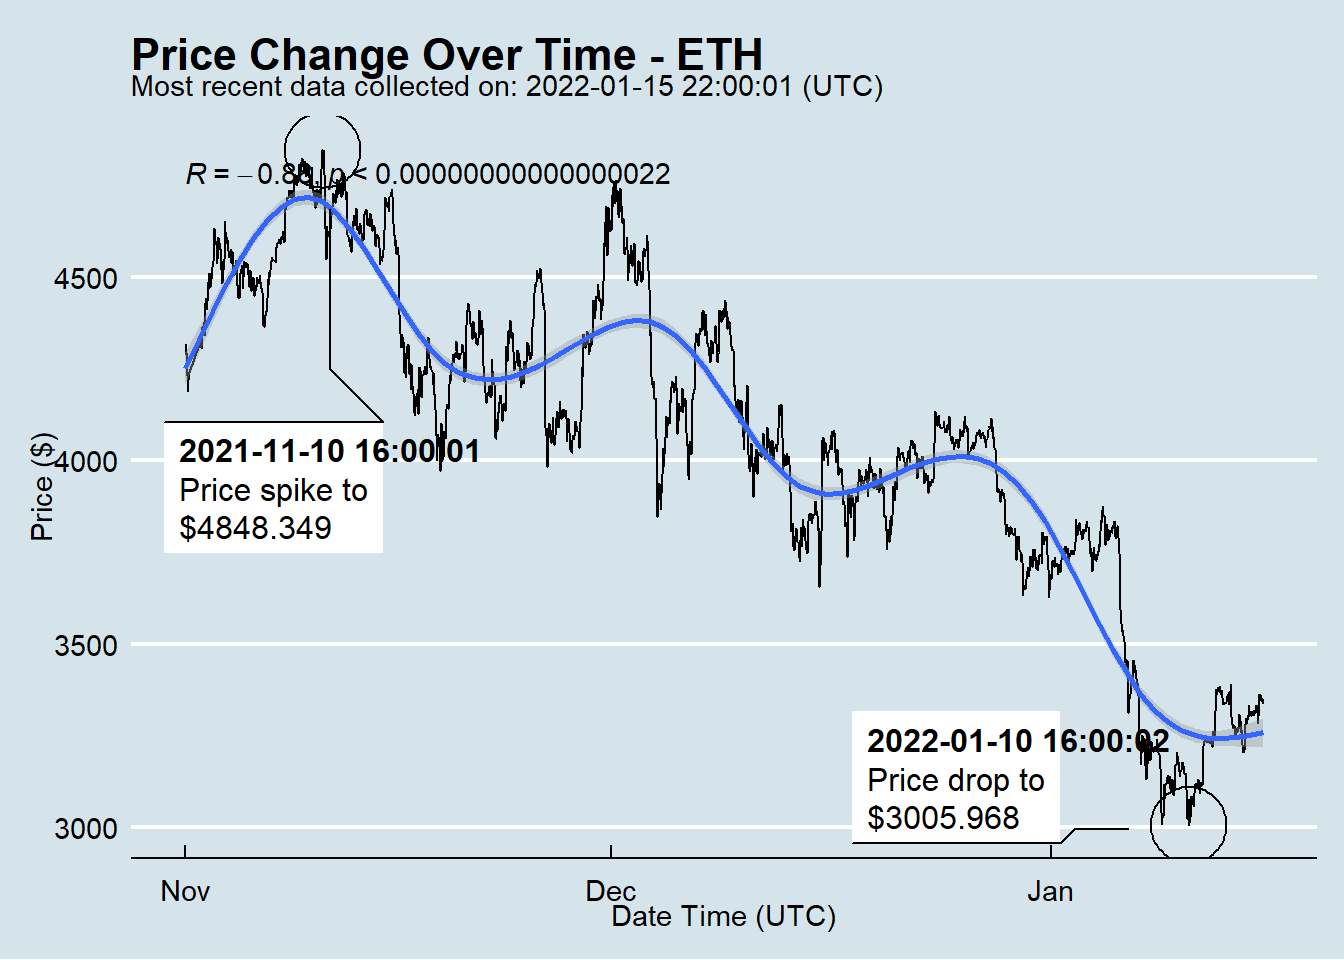 Price Change Over Time - ETH
Most recent data collected on: 2022-01-15 22:00:01 (UTC)
R = −0.8 p < 0.00000000000000022
4500
4000
3500
3000
Price ($)
2021-11-10 16:00:01
Price spike to
$4848.349
2022-01-10 16:00:02
Price drop to
$3005.968
Nov
Dec
Jan
Date Time (UTC)